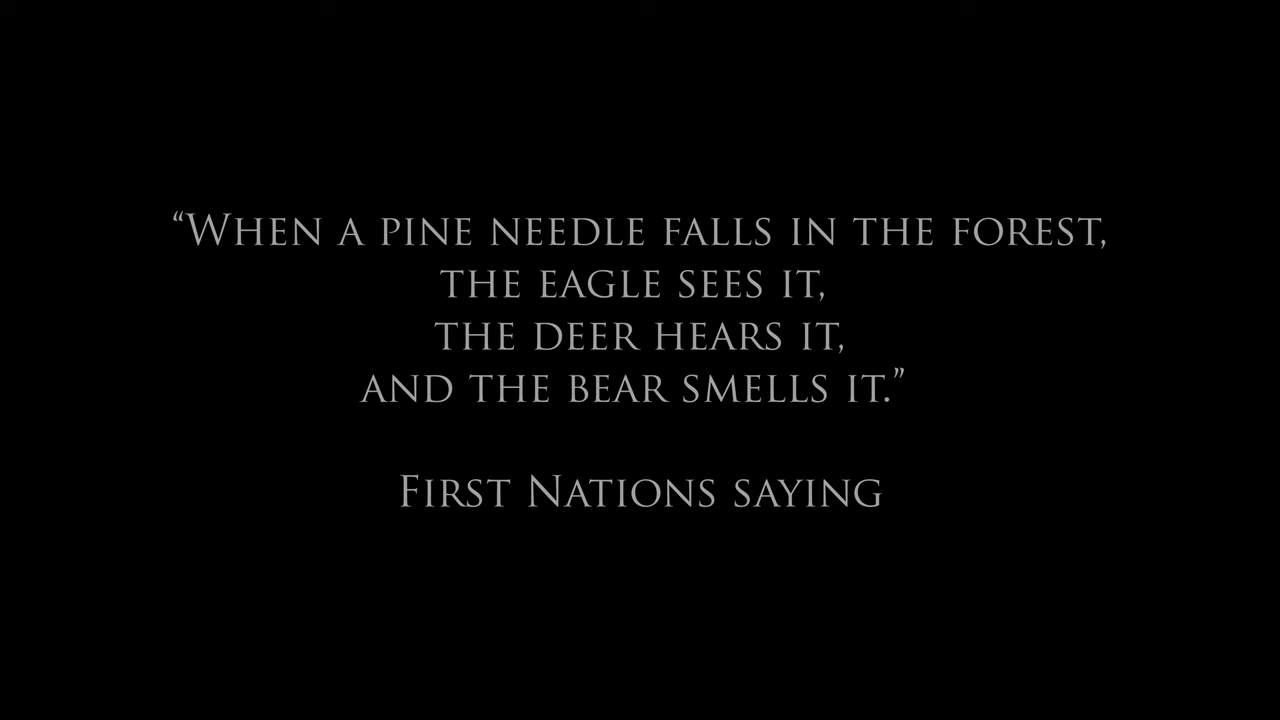 “When a pine needle falls in the forest,
the eagle sees it,
the deer hears it,
and the bear smells it.”
First Nations saying